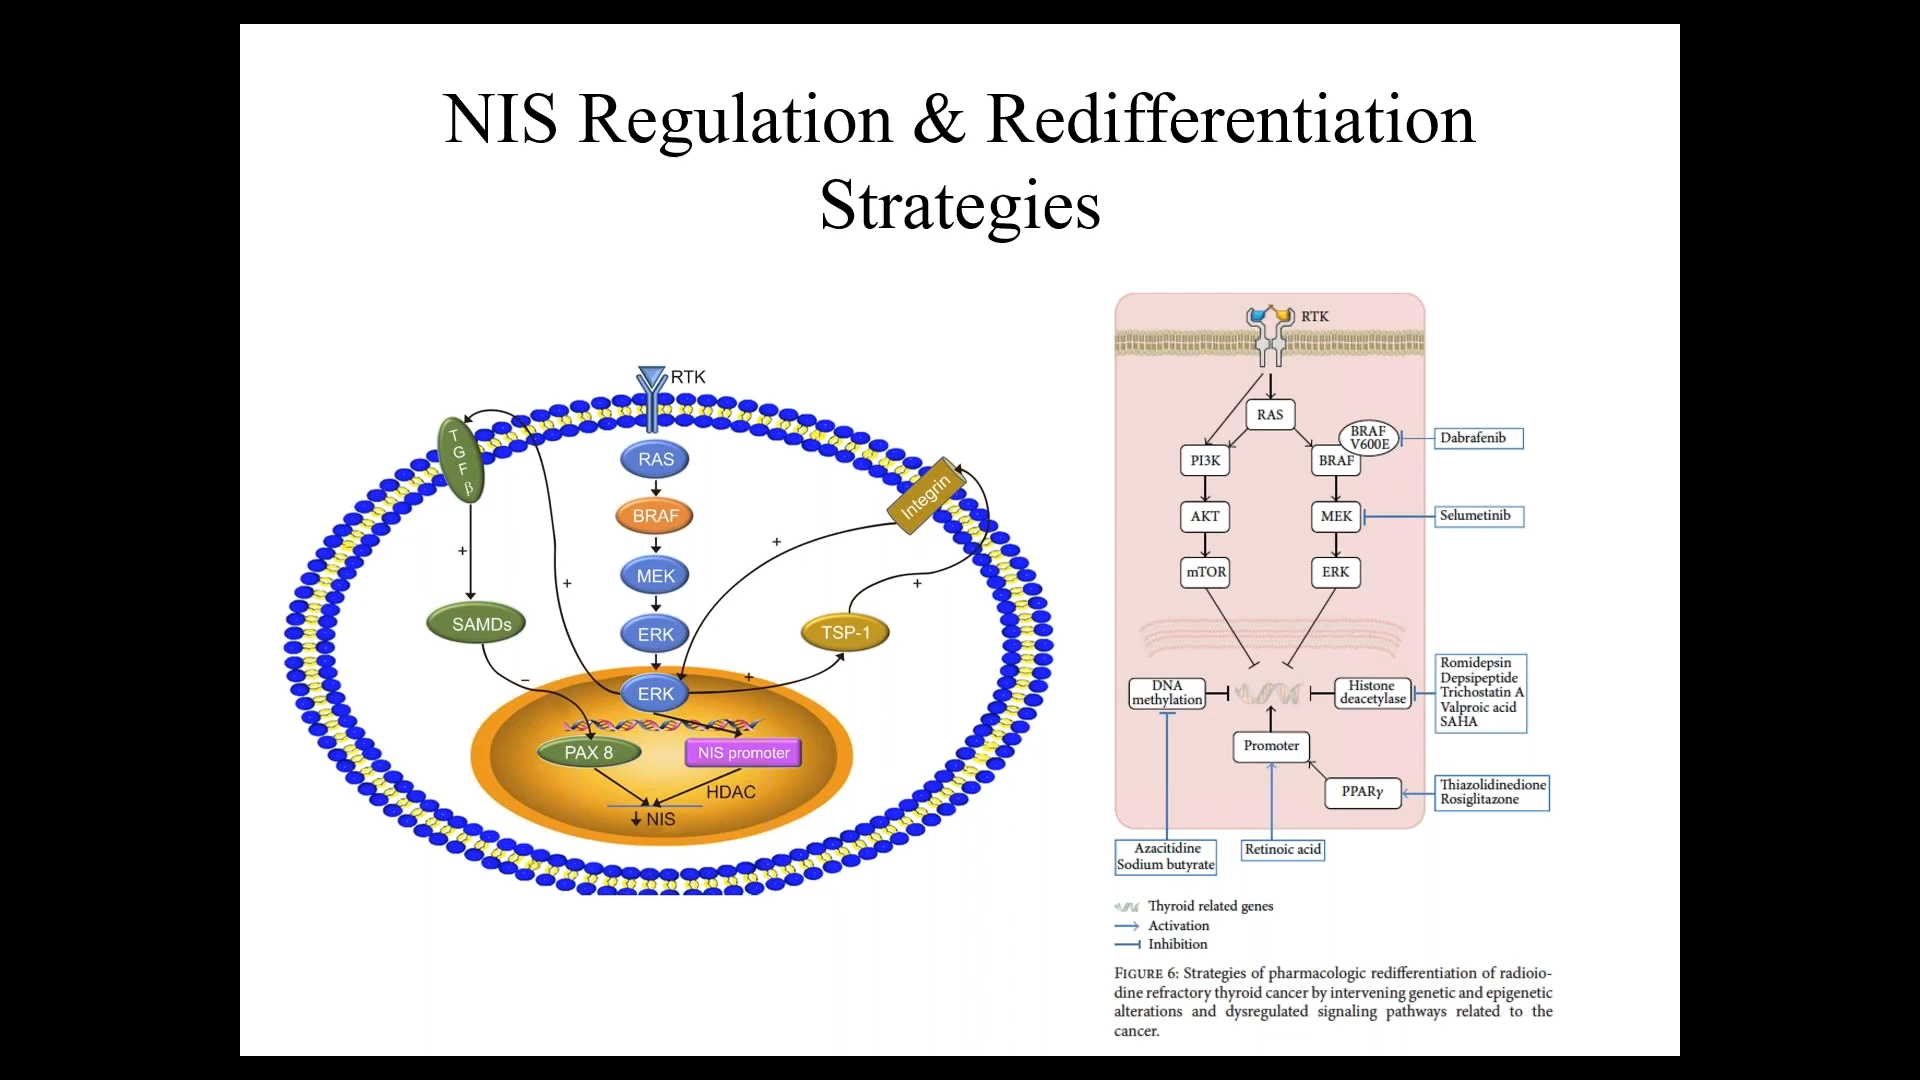 NIS Regulation & Redifferentiation
Strategies
RTK
T
G
F
β
RAS
BRAF
MEK
ERK
ERK
Integrin
+
+
+
+
+
−
SAMDs
TSP-1
PAX 8
NIS promoter
HDAC
NIS
RTK
RAS
BRAF
V600E
Dabrafenib
PI3K
BRAF
AKT
MEK
Selumetinib
mTOR
ERK
DNA
methylation
Histone
deacetylase
Romidepsin
Depsipeptide
Trichostatin A
Valproic acid
SAHA
Promoter
PPARγ
Thiazolidinedione
Rosiglitazone
Azacitidine
Sodium butyrate
Retinoic acid
Thyroid related genes
Activation
Inhibition
FIGURE 6: Strategies of pharmacologic redifferentiation of radioio-
dine refractory thyroid cancer by intervening genetic and epigenetic
alterations and dysregulated signaling pathways related to the
cancer.